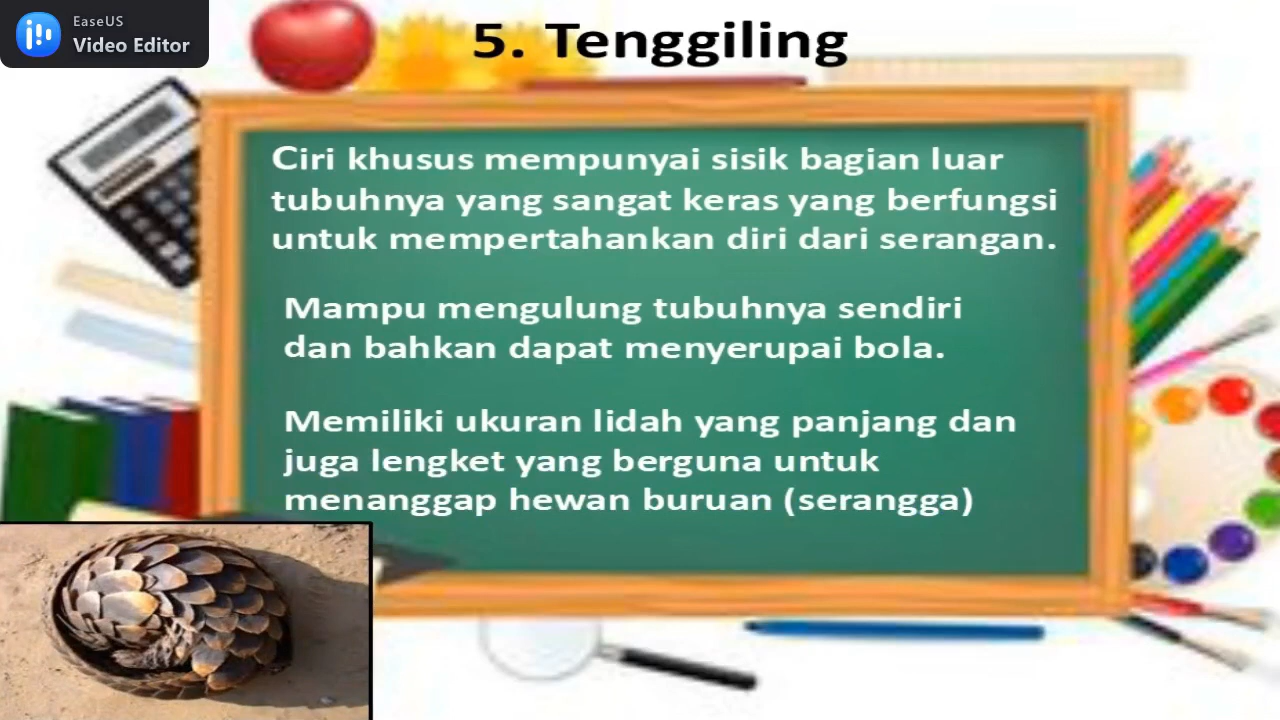 EaseUS
Video Editor
5. Tenggiling
Ciri khusus mempunyai sisik bagian luar
tubuhnya yang sangat keras yang berfungsi
untuk mempertahankan diri dari serangan.
Mampu mengulung tubuhnya sendiri
dan bahkan dapat menyerupai bola.
Memiliki ukuran lidah yang panjang dan
juga lengket yang berguna untuk
menanggap hewan buruan (serangga)